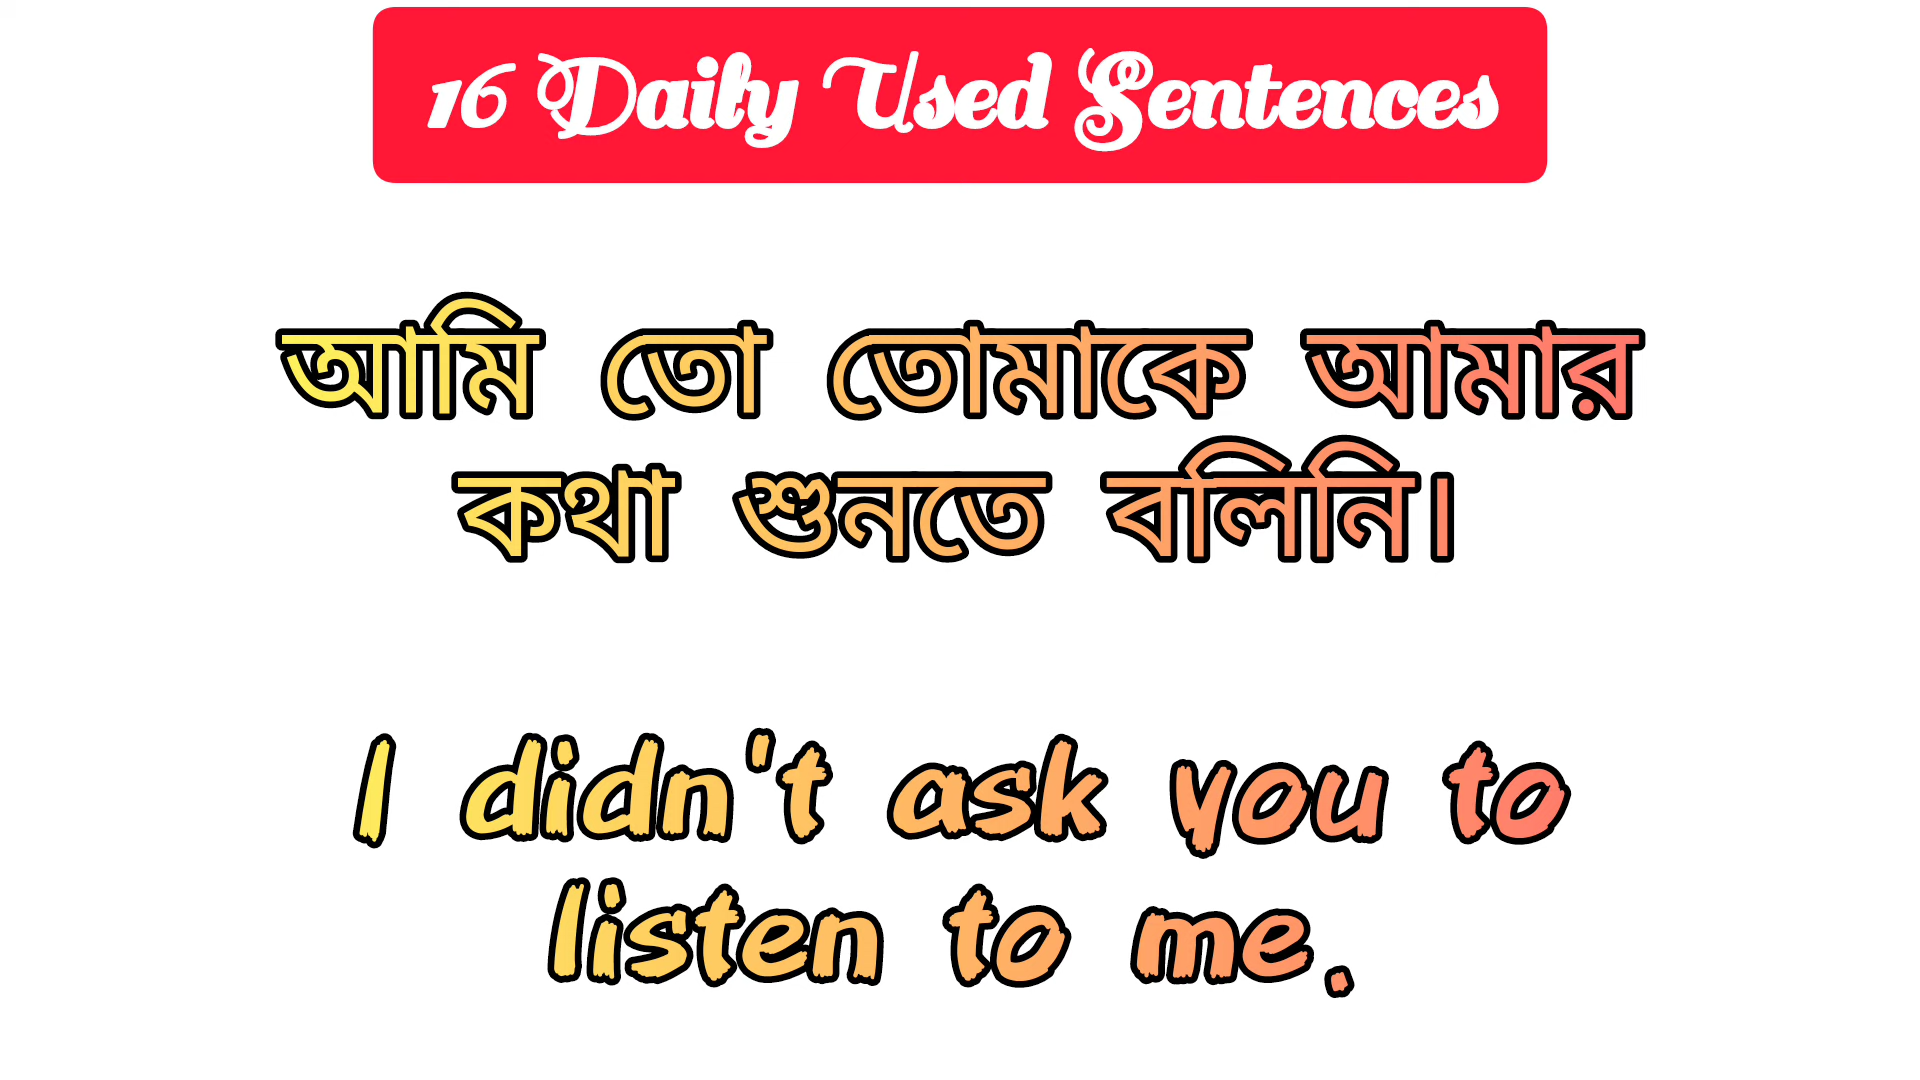 16 Daily Used Sentences
আমি তো তোমাকে আমার
কথা শুনতে বলিনি।
I didn't ask you to
listen to me.